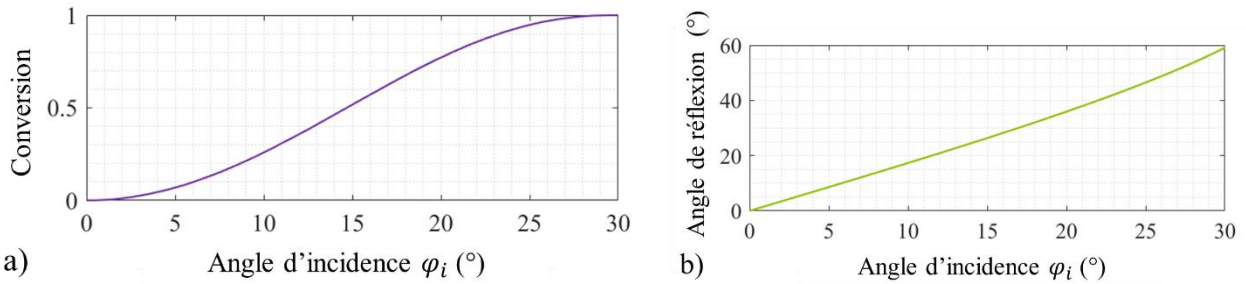 Conversion
1
0.5
0
0 5 10 15 20 25 30
a) Angle d’incidence φᵢ (°)
Angle de réflexion (°)
60
40
20
0
0 5 10 15 20 25 30
b) Angle d’incidence φᵢ (°)